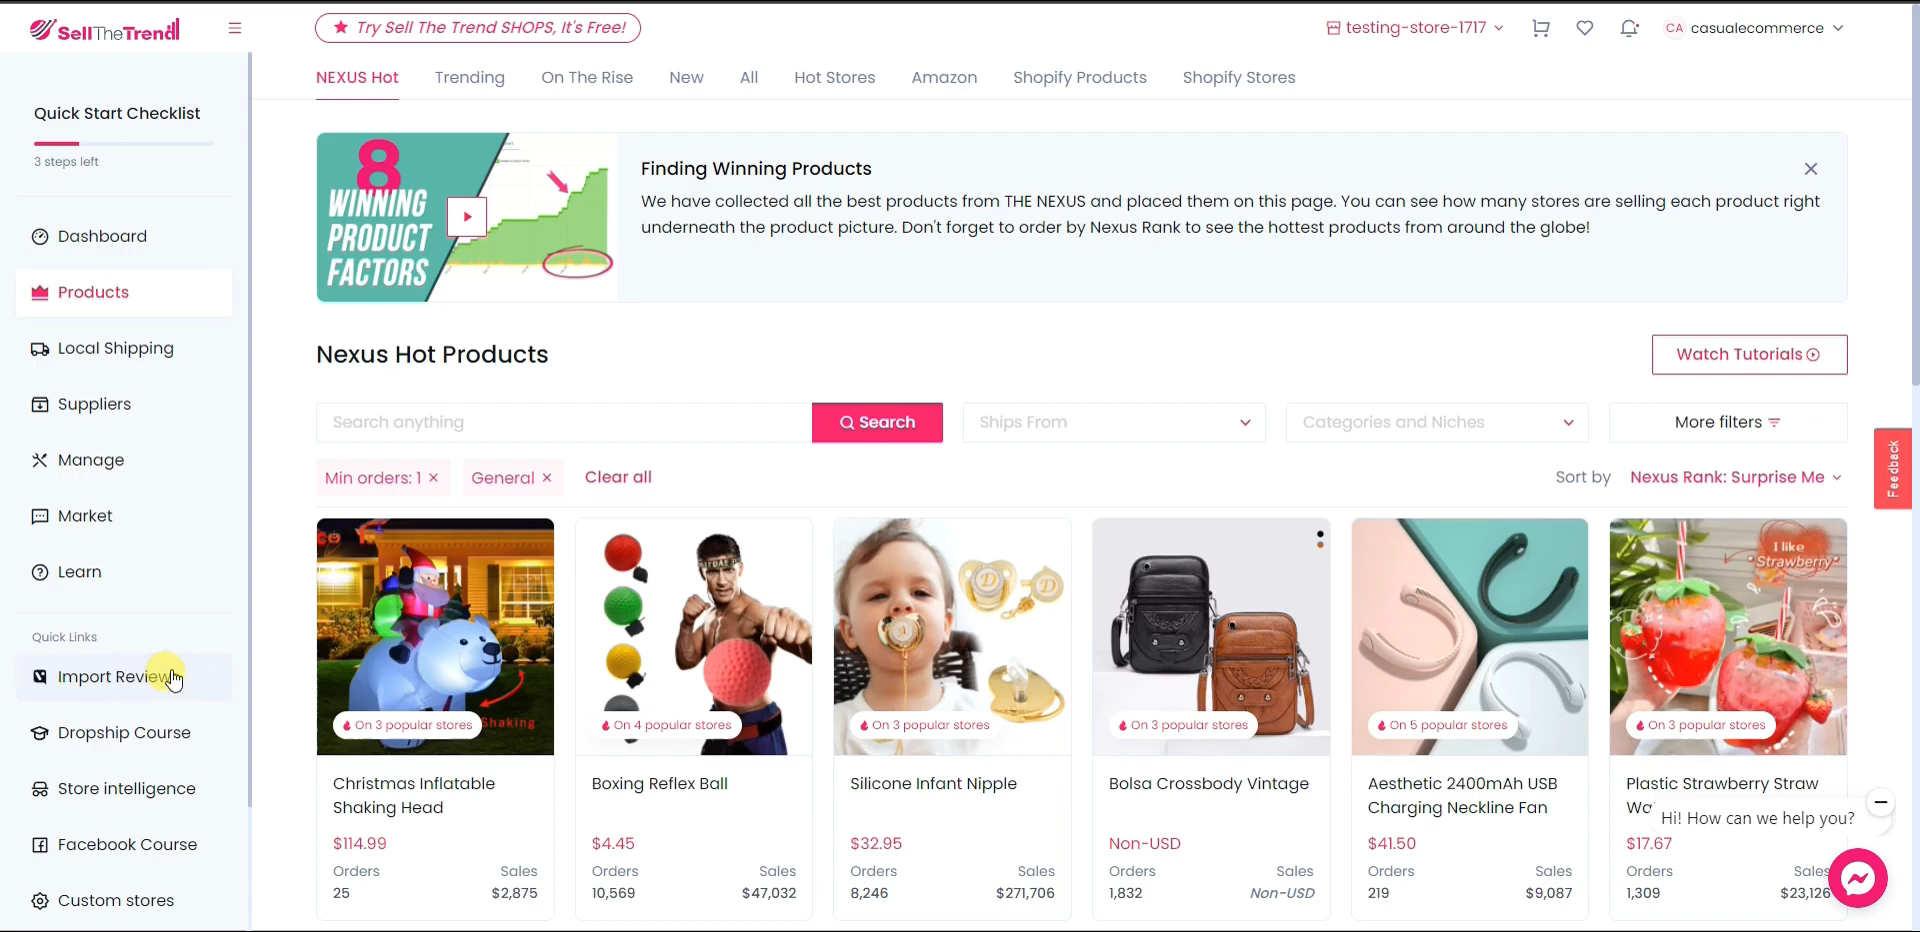 SellTheTrend
Try Sell The Trend SHOPS, It's Free!
testing-store-1717
CA casualecommerce
NEXUS Hot
Trending
On The Rise
New
All
Hot Stores
Amazon
Shopify Products
Shopify Stores
Quick Start Checklist
3 steps left
Dashboard
Products
Local Shipping
Suppliers
Manage
Market
Learn
Quick Links
Import Review
Dropship Course
Store intelligence
Facebook Course
Custom stores
8
WINNING
PRODUCT
FACTORS
Finding Winning Products
We have collected all the best products from THE NEXUS and placed them on this page. You can see how many stores are selling each product right
underneath the product picture. Don't forget to order by Nexus Rank to see the hottest products from around the globe!
Nexus Hot Products
Watch Tutorials
Search anything
Search
Ships From
Categories and Niches
More filters
Min orders: 1 ×
General ×
Clear all
Sort by
Nexus Rank: Surprise Me
Feedback
Shaking
On 3 popular stores
Christmas Inflatable
Shaking Head
$114.99
Orders
Sales
25
$2,875
On 4 popular stores
Boxing Reflex Ball
$4.45
Orders
Sales
10,569
$47,032
D
On 3 popular stores
Silicone Infant Nipple
$32.95
Orders
Sales
8,246
$271,706
On 3 popular stores
Bolsa Crossbody Vintage
Non-USD
Orders
Sales
1,832
Non-USD
On 5 popular stores
Aesthetic 2400mAh USB
Charging Neckline Fan
$41.50
Orders
Sales
219
$9,087
I like
Strawberry
On 3 popular stores
Plastic Strawberry Straw
$17.67
Orders
Sales
1,309
$23,126
Hi! How can we help you?